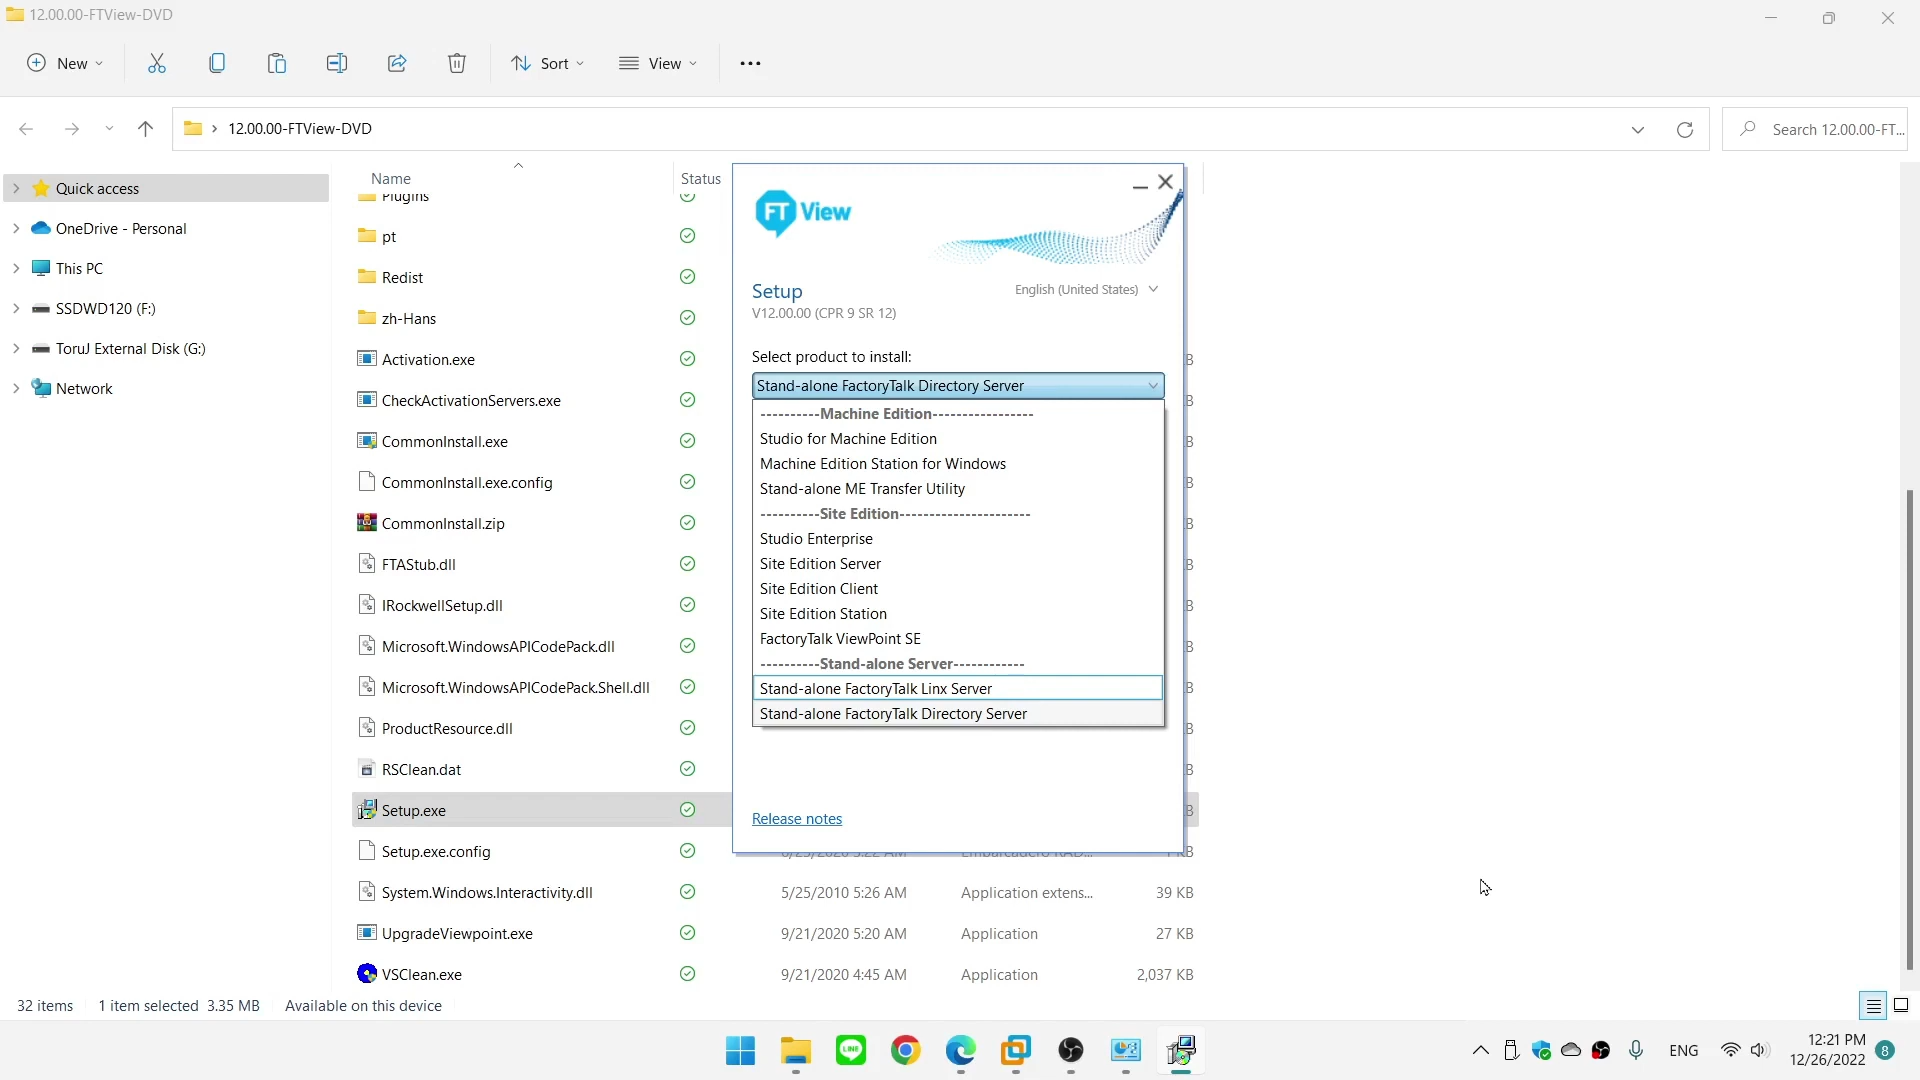 12.00.00-FTView-DVD
New
Sort
View
12.00.00-FTView-DVD
Search 12.00.00-FT...
Quick access
OneDrive - Personal
This PC
SSDWD120 (F:)
ToruJ External Disk (G:)
Network
Name
Status
Plugins
pt
Redist
zh-Hans
Activation.exe
B
CheckActivationServers.exe
B
CommonInstall.exe
B
CommonInstall.exe.config
B
CommonInstall.zip
B
FTAStub.dll
B
IRockwellSetup.dll
B
Microsoft.WindowsAPICodePack.dll
B
Microsoft.WindowsAPICodePack.Shell.dll
B
ProductResource.dll
B
RSClean.dat
B
Setup.exe
B
Setup.exe.config
System.Windows.Interactivity.dll
5/25/2010 5:26 AM
Application extens...
39 KB
UpgradeViewpoint.exe
9/21/2020 5:20 AM
Application
27 KB
VSClean.exe
9/21/2020 4:45 AM
Application
2,037 KB
FT View
Setup
English (United States)
V12.00.00 (CPR 9 SR 12)
Select product to install:
Stand-alone FactoryTalk Directory Server
----------Machine Edition-----------------
Studio for Machine Edition
Machine Edition Station for Windows
Stand-alone ME Transfer Utility
----------Site Edition----------------------
Studio Enterprise
Site Edition Server
Site Edition Client
Site Edition Station
FactoryTalk ViewPoint SE
----------Stand-alone Server------------
Stand-alone FactoryTalk Linx Server
Stand-alone FactoryTalk Directory Server
Release notes
32 items
1 item selected 3.35 MB
Available on this device
LINE
ENG
12:21 PM
12/26/2022
8